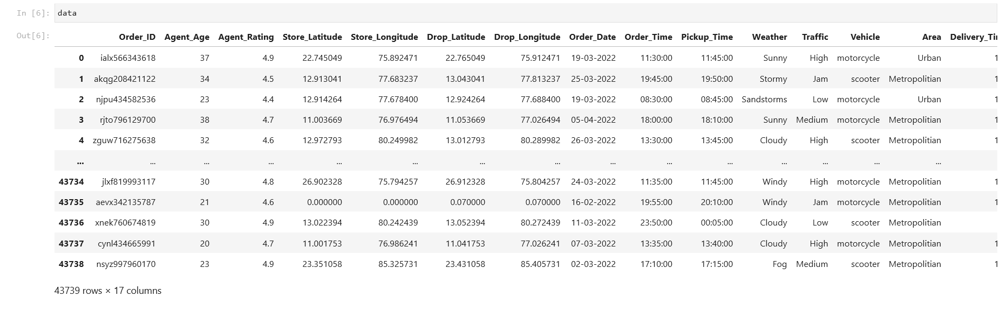 In [6]: data
Out[6]:
Order_ID Agent_Age Agent_Rating Store_Latitude Store_Longitude Drop_Latitude Drop_Longitude Order_Date Order_Time Pickup_Time Weather Traffic Vehicle Area Delivery_Tir
0 ialx566343618 37 4.9 22.745049 75.892471 22.765049 75.912471 19-03-2022 11:30:00 11:45:00 Sunny High motorcycle Urban 1
1 akqg208421122 34 4.5 12.913041 77.683237 13.043041 77.813237 25-03-2022 19:45:00 19:50:00 Stormy Jam scooter Metropolitian 1
2 njpu434582536 23 4.4 12.914264 77.678400 12.924264 77.688400 19-03-2022 08:30:00 08:45:00 Sandstorms Low motorcycle Urban 1
3 rjto796129700 38 4.7 11.003669 76.976494 11.053669 77.026494 05-04-2022 18:00:00 18:10:00 Sunny Medium motorcycle Metropolitian 1
4 zguw716275638 32 4.6 12.972793 80.249982 13.012793 80.289982 26-03-2022 13:30:00 13:45:00 Cloudy High scooter Metropolitian 1
... ... ... ... ... ... ... ... ... ... ... ... ... ... ...
43734 jlxf819993117 30 4.8 26.902328 75.794257 26.912328 75.804257 24-03-2022 11:35:00 11:45:00 Windy High motorcycle Metropolitian 1
43735 aevx342135787 21 4.6 0.000000 0.000000 0.070000 0.070000 16-02-2022 19:55:00 20:10:00 Windy Jam motorcycle Metropolitian 1
43736 xnek760674819 30 4.9 13.022394 80.242439 13.052394 80.272439 11-03-2022 23:50:00 00:05:00 Cloudy Low scooter Metropolitian
43737 cynl434665991 20 4.7 11.001753 76.986241 11.041753 77.026241 07-03-2022 13:35:00 13:40:00 Cloudy High motorcycle Metropolitian 1
43738 nsyz997960170 23 4.9 23.351058 85.325731 23.431058 85.405731 02-03-2022 17:10:00 17:15:00 Fog Medium scooter Metropolitian 1
43739 rows × 17 columns